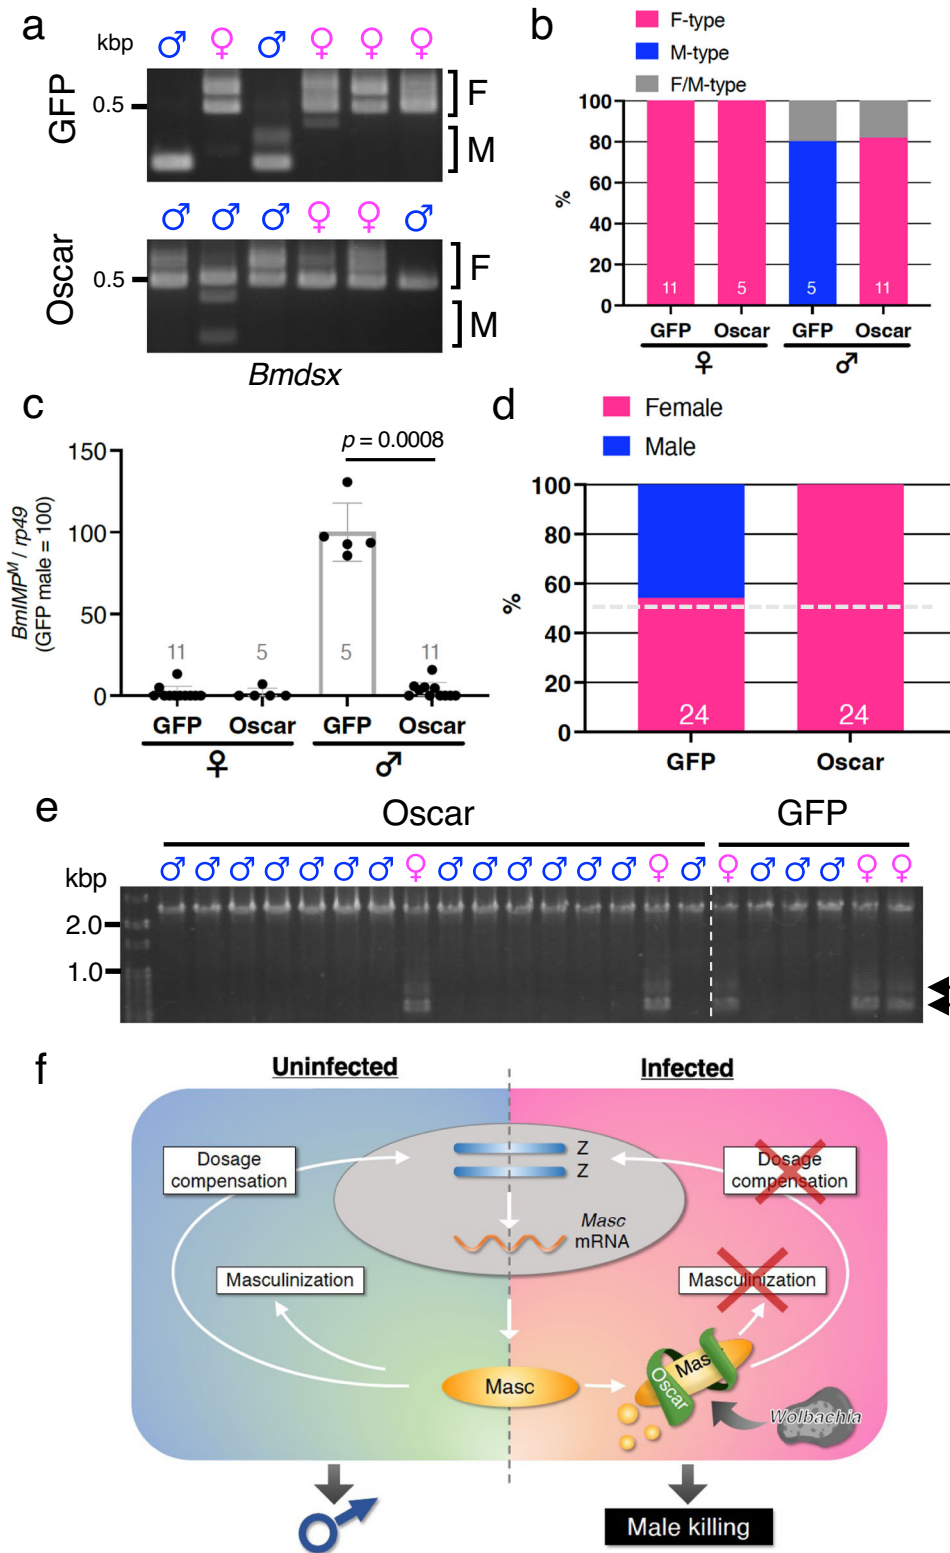 a
kbp
♂ ♀ ♂ ♀ ♀ ♀
GFP
0.5
F
M
♂ ♂ ♂ ♀ ♀ ♂
Oscar
0.5
F
M
Bmdsx
b
F-type
M-type
F/M-type
%
100
80
60
40
20
0
11 5 5 11
GFP Oscar GFP Oscar
♀ ♂
c
BmIMPᴹ / rp49
(GFP male = 100)
p = 0.0008
150
100
50
0
11 5 5 11
GFP Oscar GFP Oscar
♀ ♂
d
Female
Male
%
100
80
60
40
20
0
24 24
GFP Oscar
e
Oscar GFP
kbp
♂ ♂ ♂ ♂ ♂ ♂ ♂ ♀ ♂ ♂ ♂ ♂ ♂ ♂ ♀ ♂ ♀ ♂ ♂ ♂ ♀ ♀
2.0
1.0
f
Uninfected Infected
Dosage
compensation
Z
Z
Dosage
compensation
Masc
mRNA
Masculinization
Masculinization
Masc
Mas
Oscar
Wolbachia
Male killing